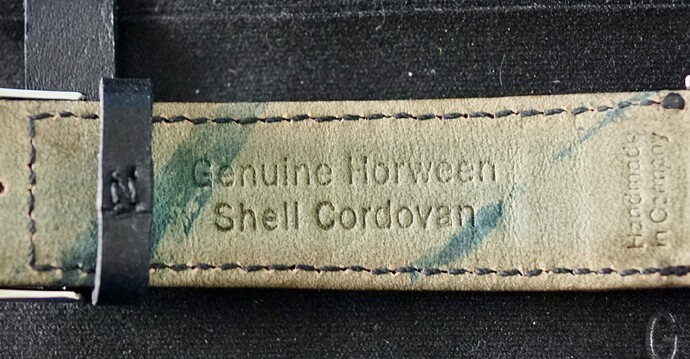 Genuine Horween
Shell Cordovan
Handmade
in Germany
G